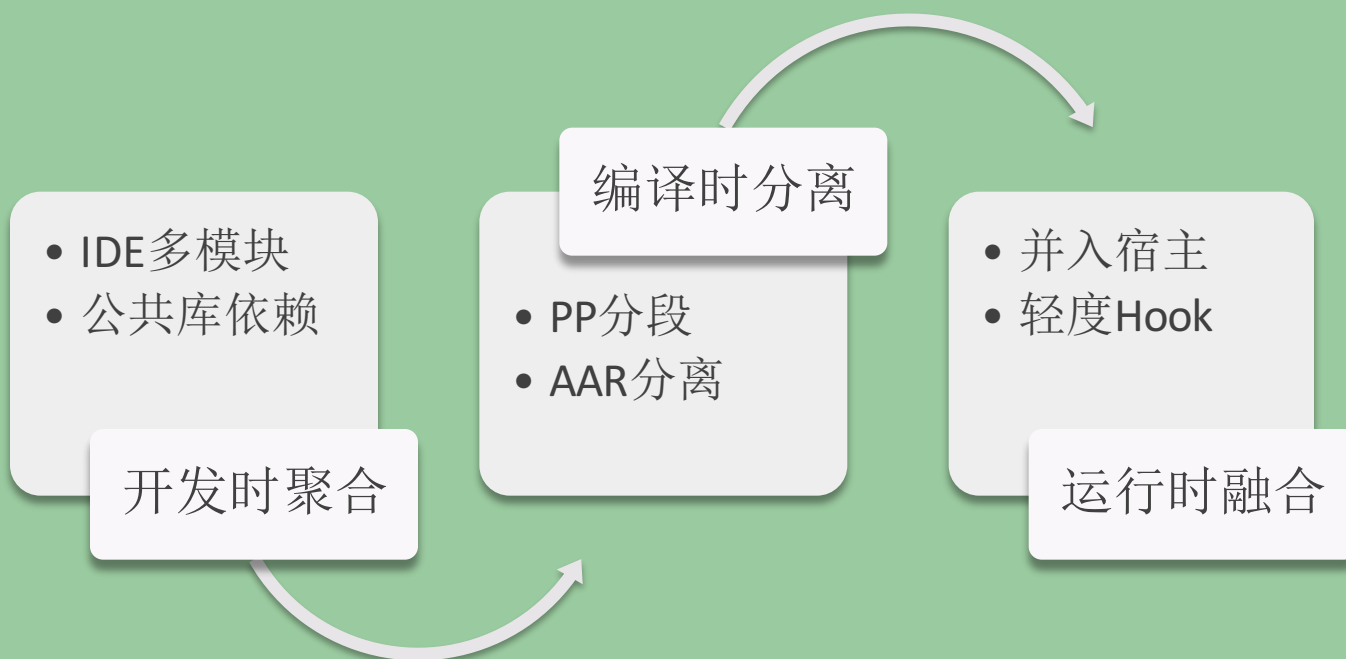 • IDE多模块
• 公共库依赖
开发时聚合
编译时分离
• PP分段
• AAR分离
• 并入宿主
• 轻度Hook
运行时融合